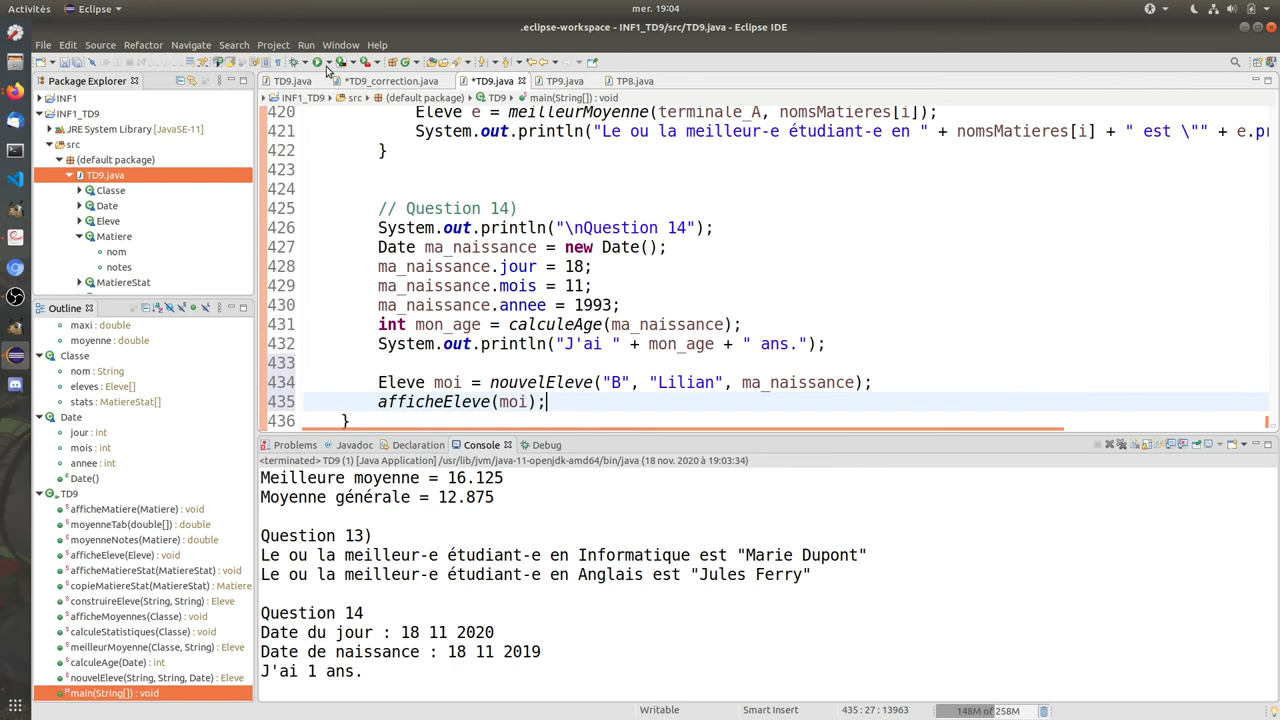 Activités Eclipse mer. 19:04
.eclipse-workspace - INF1_TD9/src/TD9.java - Eclipse IDE
File Edit Source Refactor Navigate Search Project Run Window Help
Package Explorer
INF1
INF1_TD9
JRE System Library [JavaSE-11]
src
(default package)
TD9.java
Classe
Date
Eleve
Matiere
nom
notes
MatiereStat
Outline
maxi : double
moyenne : double
Classe
nom : String
eleves : Eleve[]
stats : MatiereStat[]
Date
jour : int
mois : int
annee : int
Date()
TD9
afficheMatiere(Matiere) : void
moyenneTab(double[]) : double
moyenneNotes(Matiere) : double
afficheEleve(Eleve) : void
afficheMatiereStat(MatiereStat) : void
copieMatiereStat(MatiereStat) : Matiere
construireEleve(String, String) : Eleve
afficheMoyennes(Classe) : void
calculeStatistiques(Classe) : void
meilleurMoyenne(Classe, String) : Eleve
calculeAge(Date) : int
nouvelEleve(String, String, Date) : Eleve
main(String[]) : void
TD9.java *TD9_correction.java *TD9.java TP9.java TP8.java
INF1_TD9 src (default package) TD9 main(String[]) : void
420 Eleve e = meilleurMoyenne(terminale_A, nomsMatieres[i]);
421 System.out.println("Le ou la meilleur-e étudiant-e en " + nomsMatieres[i] + " est \"" + e.pr
422 }
423
424
425 // Question 14)
426 System.out.println("\nQuestion 14");
427 Date ma_naissance = new Date();
428 ma_naissance.jour = 18;
429 ma_naissance.mois = 11;
430 ma_naissance.annee = 1993;
431 int mon_age = calculeAge(ma_naissance);
432 System.out.println("J'ai " + mon_age + " ans.");
433
434 Eleve moi = nouvelEleve("B", "Lilian", ma_naissance);
435 afficheEleve(moi);
436 }
Problems Javadoc Declaration Console Debug
<terminated> TD9 (1) [Java Application] /usr/lib/jvm/java-11-openjdk-amd64/bin/java (18 nov. 2020 à 19:03:34)
Meilleure moyenne = 16.125
Moyenne générale = 12.875
Question 13)
Le ou la meilleur-e étudiant-e en Informatique est "Marie Dupont"
Le ou la meilleur-e étudiant-e en Anglais est "Jules Ferry"
Question 14
Date du jour : 18 11 2020
Date de naissance : 18 11 2019
J'ai 1 ans.
Writable Smart Insert 435 : 27 : 13963 148M of 258M